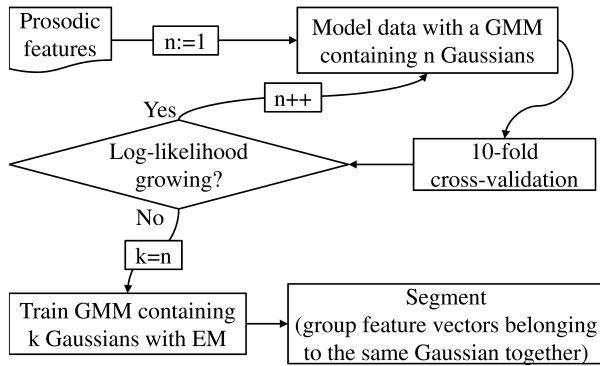 Prosodic
features
n:=1
Model data with a GMM
containing n Gaussians
n++
Yes
Log-likelihood
growing?
10-fold
cross-validation
No
k=n
Train GMM containing
k Gaussians with EM
Segment
(group feature vectors belonging
to the same Gaussian together)